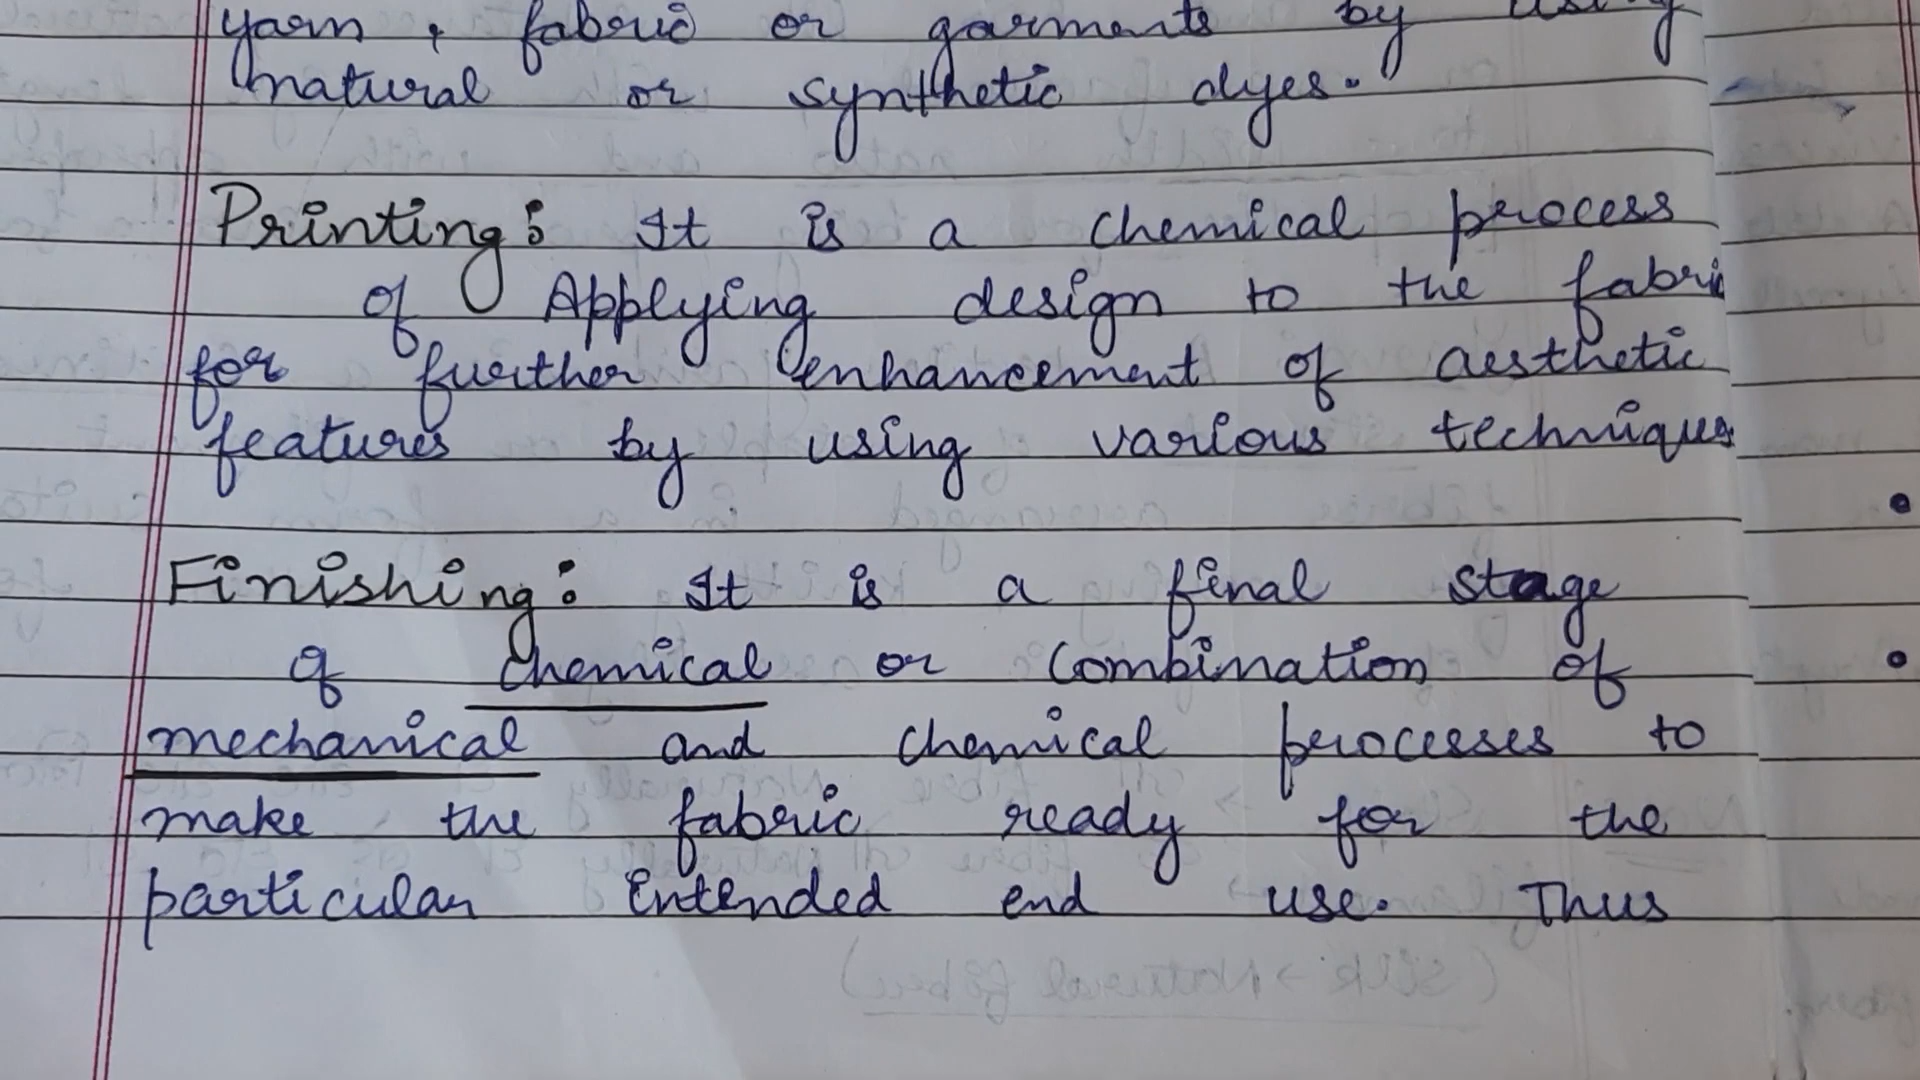 yarn, fabric or garments by using
natural or synthetic dyes.
Printing: It is a chemical process
of Applying design to the fabric
for further enhancement of aesthetic
features by using various techniques
Finishing: It is a final stage
of chemical or combination of
mechanical and chemical processes to
make the fabric ready for the
particular intended end use. Thus